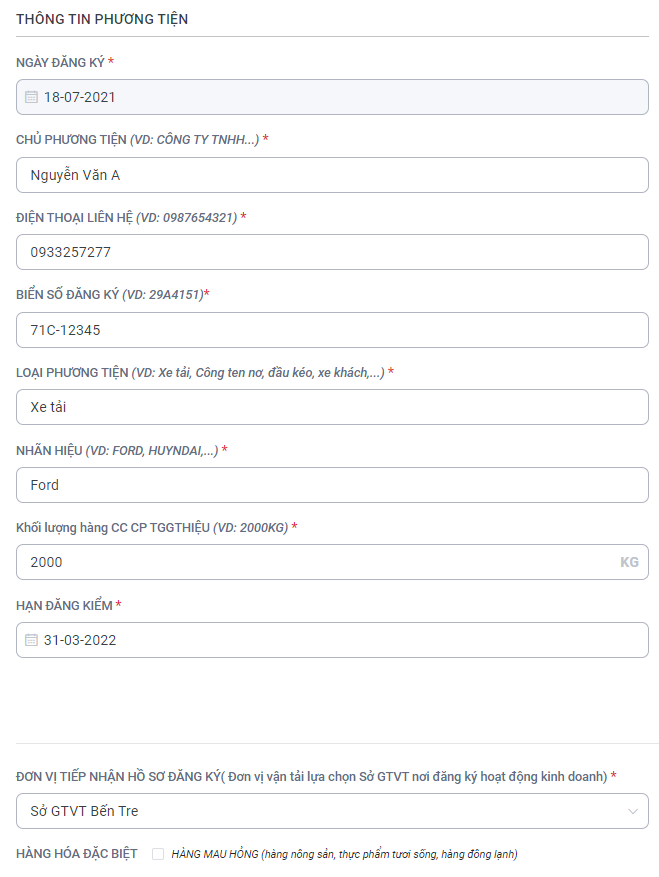 THÔNG TIN PHƯƠNG TIỆN
NGÀY ĐĂNG KÝ *
18-07-2021
CHỦ PHƯƠNG TIỆN (VD: CÔNG TY TNHH...) *
Nguyễn Văn A
ĐIỆN THOẠI LIÊN HỆ (VD: 0987654321) *
0933257277
BIỂN SỐ ĐĂNG KÝ (VD: 29A4151)*
71C-12345
LOẠI PHƯƠNG TIỆN (VD: Xe tải, Công ten nơ, đầu kéo, xe khách,...) *
Xe tải
NHÃN HIỆU (VD: FORD, HUYNDAI,...) *
Ford
Khối lượng hàng CC CP TGGTHIỆU (VD: 2000KG) *
2000 KG
HẠN ĐĂNG KIỂM *
31-03-2022
ĐƠN VỊ TIẾP NHẬN HỒ SƠ ĐĂNG KÝ( Đơn vị vận tải lựa chọn Sở GTVT nơi đăng ký hoạt động kinh doanh) *
Sở GTVT Bến Tre
HÀNG HÓA ĐẶC BIỆT HÀNG MAU HỎNG (hàng nông sản, thực phẩm tươi sống, hàng đông lạnh)